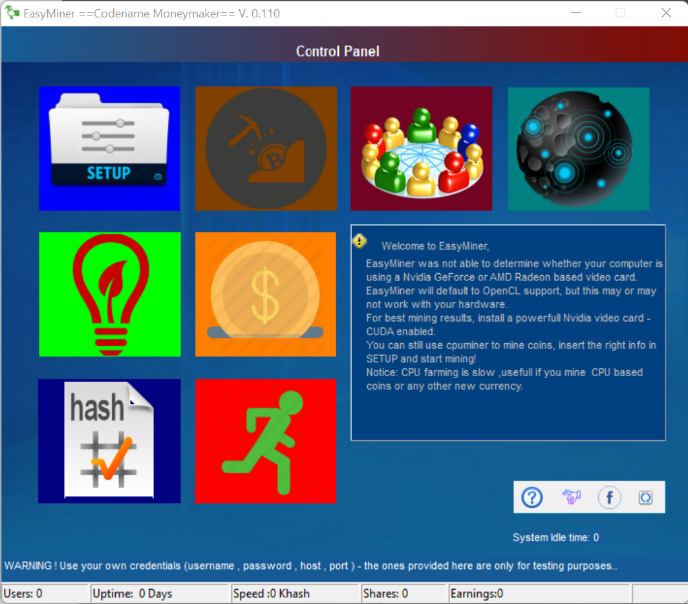 EasyMiner ==Codename Moneymaker== V. 0.110
Control Panel
SETUP
Welcome to EasyMiner,
EasyMiner was not able to determine whether your computer is
using a Nvidia GeForce or AMD Radeon based video card.
EasyMiner will default to OpenCL support, but this may or may
not work with your hardware.
For best mining results, install a powerfull Nvidia video card -
CUDA enabled.
You can still use cpuminer to mine coins, insert the right info in
SETUP and start mining!
Notice: CPU farming is slow ,usefull if you mine CPU based
coins or any other new currency.
hash
System Idle time: 0
WARNING ! Use your own credentials (username , password , host , port ) - the ones provided here are only for testing purposes..
Users: 0 Uptime: 0 Days Speed :0 Khash Shares: 0 Earnings:0